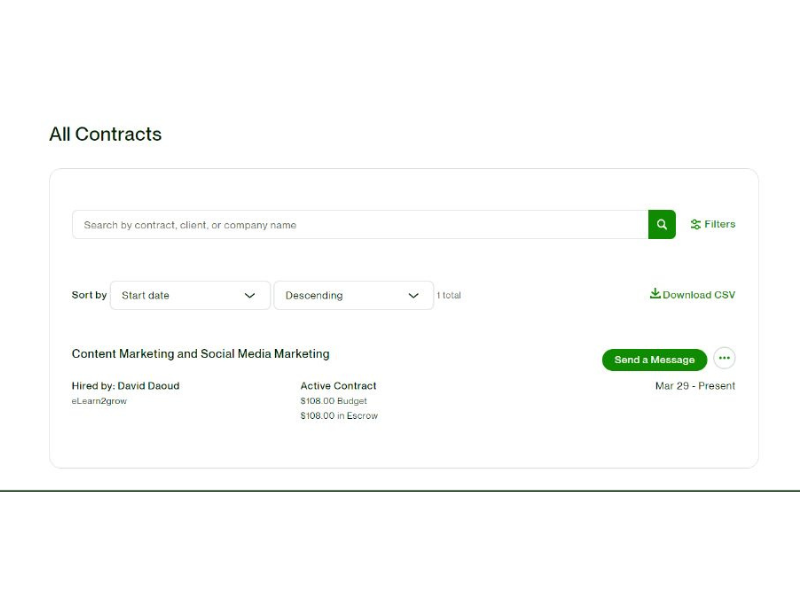 All Contracts
Search by contract, client, or company name
Filters
Sort by Start date Descending 1 total
Download CSV
Content Marketing and Social Media Marketing
Send a Message
Hired by: David Daoud
eLearn2grow
Active Contract
$108.00 Budget
$108.00 in Escrow
Mar 29 - Present